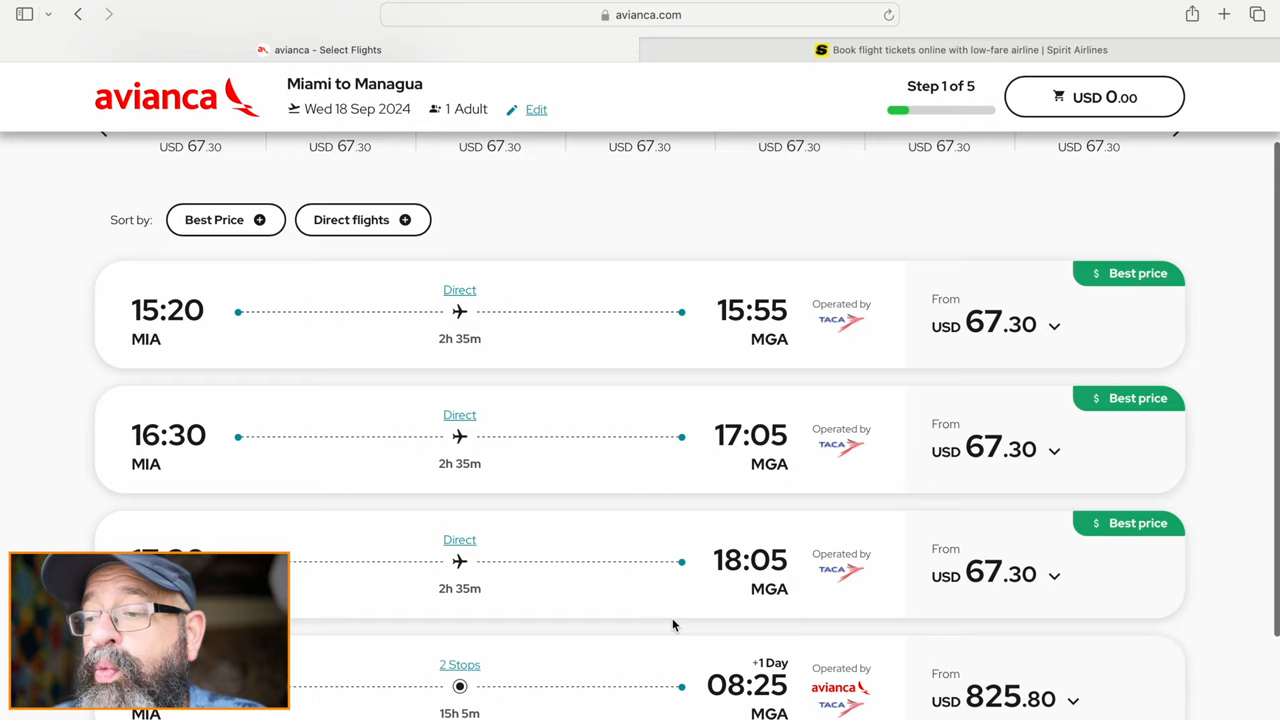 avianca.com
avianca - Select Flights
Book flight tickets online with low-fare airline | Spirit Airlines
avianca
Miami to Managua
Wed 18 Sep 2024 1 Adult Edit
Step 1 of 5
USD 0.00
USD 67.30 USD 67.30 USD 67.30 USD 67.30 USD 67.30 USD 67.30 USD 67.30
Sort by: Best Price Direct flights
$ Best price
15:20 MIA
Direct
2h 35m
15:55 MGA
Operated by
TACA
From
USD 67.30
$ Best price
16:30 MIA
Direct
2h 35m
17:05 MGA
Operated by
TACA
From
USD 67.30
$ Best price
Direct
2h 35m
18:05 MGA
Operated by
TACA
From
USD 67.30
MIA
2 Stops
15h 5m
+1 Day
08:25 MGA
Operated by
avianca
TACA
From
USD 825.80